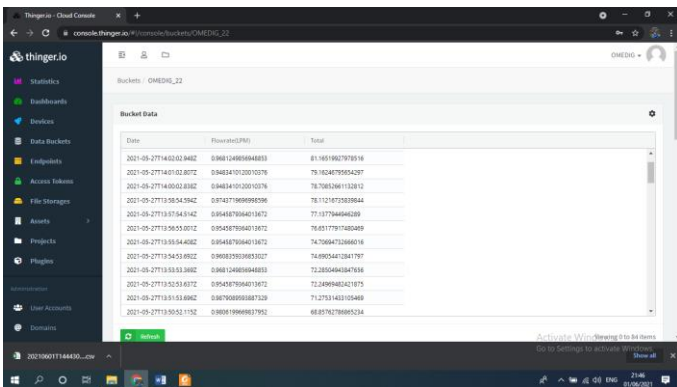 Thinger.io - Cloud Console
console.thinger.io/#!/console/buckets/OMEDIG_22
thinger.io
OMEDIG
Statistics
Dashboards
Devices
Data Buckets
Endpoints
Access Tokens
File Storages
Assets
Projects
Plugins
Administration
User Accounts
Domains
Buckets / OMEDIG_22
Bucket Data
Date Flowrate(LPM) Total
2021-05-27T14:02:02.948Z 0.9681249856948853 81.16519927978516
2021-05-27T14:01:02.807Z 0.9483410120010376 79.16246795654297
2021-05-27T14:00:02.838Z 0.9483410120010376 78.70852661132812
2021-05-27T13:58:54.594Z 0.9743719696998596 78.11216735839844
2021-05-27T13:57:54.514Z 0.9545879364013672 77.1377944946289
2021-05-27T13:56:55.001Z 0.9545879364013672 76.65177917480469
2021-05-27T13:55:54.408Z 0.9545879364013672 74.70694732666016
2021-05-27T13:54:53.692Z 0.9608359336853027 74.69054412841797
2021-05-27T13:53:53.369Z 0.9681249856948853 72.28504943847656
2021-05-27T13:52:53.637Z 0.9545879364013672 72.24969482421875
2021-05-27T13:51:53.686Z 0.9879089593887329 71.27531433105469
2021-05-27T13:50:52.115Z 0.9806199669837952 68.85762786865234
Refresh
Viewing 0 to 84 items
Activate Windows
Go to Settings to activate Windows.
20210601T144430....csv
Show all
ENG
21:46
01/06/2021